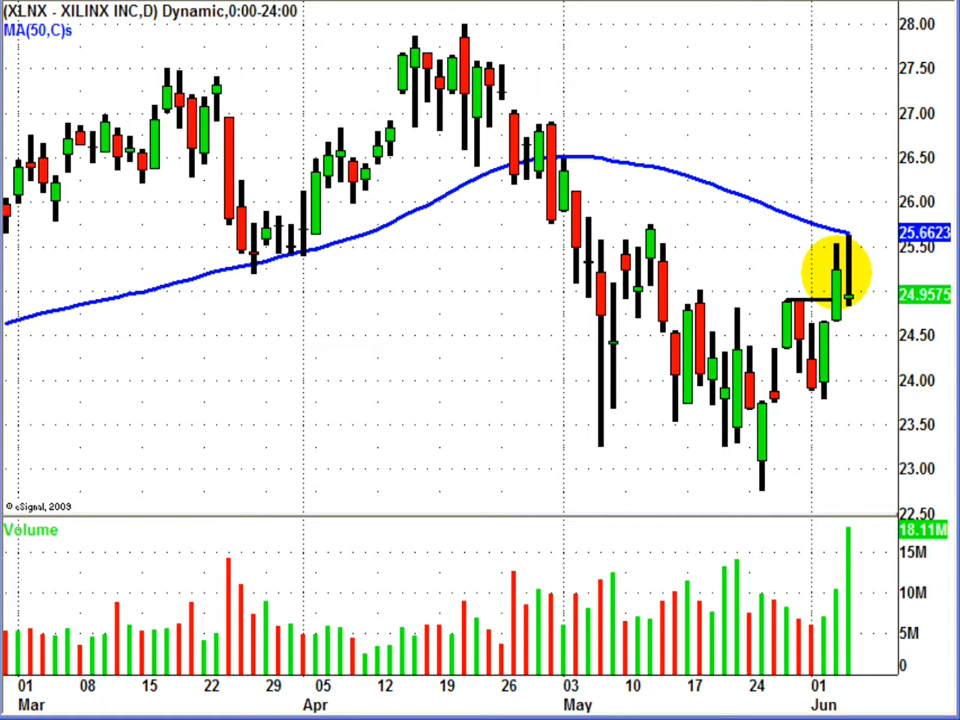 (XLNX - XILINX INC,D) Dynamic,0:00-24:00
MA(50,C)s
28.00
27.50
27.00
26.50
26.00
25.6623
25.50
24.9575
24.50
24.00
23.50
23.00
22.50
© eSignal, 2009
Volume
18.11M
15M
10M
5M
0
01 08 15 22 29 05 12 19 26 03 10 17 24 01
Mar Apr May Jun